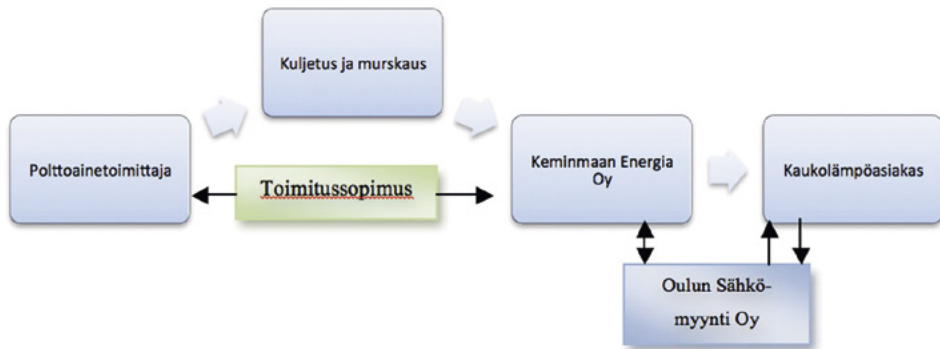 Kuljetus ja murskaus
Polttoainetoimittaja
Toimitussopimus
Keminmaan Energia
Oy
Kaukolämpöasiakas
Oulun Sähkö-
myynti Oy